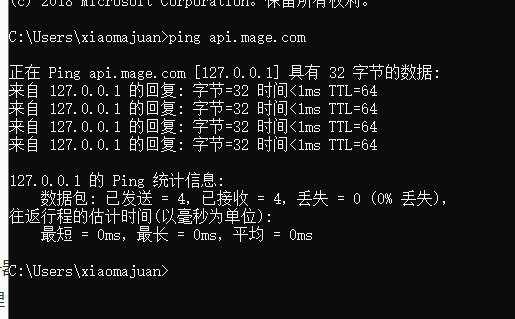 (c) 2018 Microsoft Corporation。保留所有权利。
C:\Users\xiaomajuan>ping api.mage.com
正在 Ping api.mage.com [127.0.0.1] 具有 32 字节的数据:
来自 127.0.0.1 的回复: 字节=32 时间<1ms TTL=64
来自 127.0.0.1 的回复: 字节=32 时间<1ms TTL=64
来自 127.0.0.1 的回复: 字节=32 时间<1ms TTL=64
来自 127.0.0.1 的回复: 字节=32 时间<1ms TTL=64
127.0.0.1 的 Ping 统计信息:
数据包: 已发送 = 4，已接收 = 4，丢失 = 0 (0% 丢失)，
往返行程的估计时间(以毫秒为单位):
最短 = 0ms，最长 = 0ms，平均 = 0ms
C:\Users\xiaomajuan>